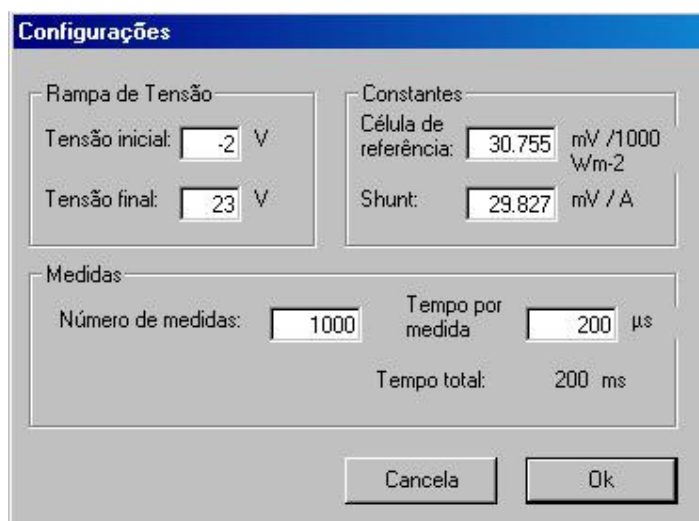 Configurações
Rampa de Tensão
Tensão inicial: -2 V
Tensão final: 23 V
Constantes
Célula de
referência: 30.755 mV /1000
Wm-2
Shunt: 29.827 mV / A
Medidas
Número de medidas: 1000
Tempo por
medida 200 µs
Tempo total: 200 ms
Cancela
Ok